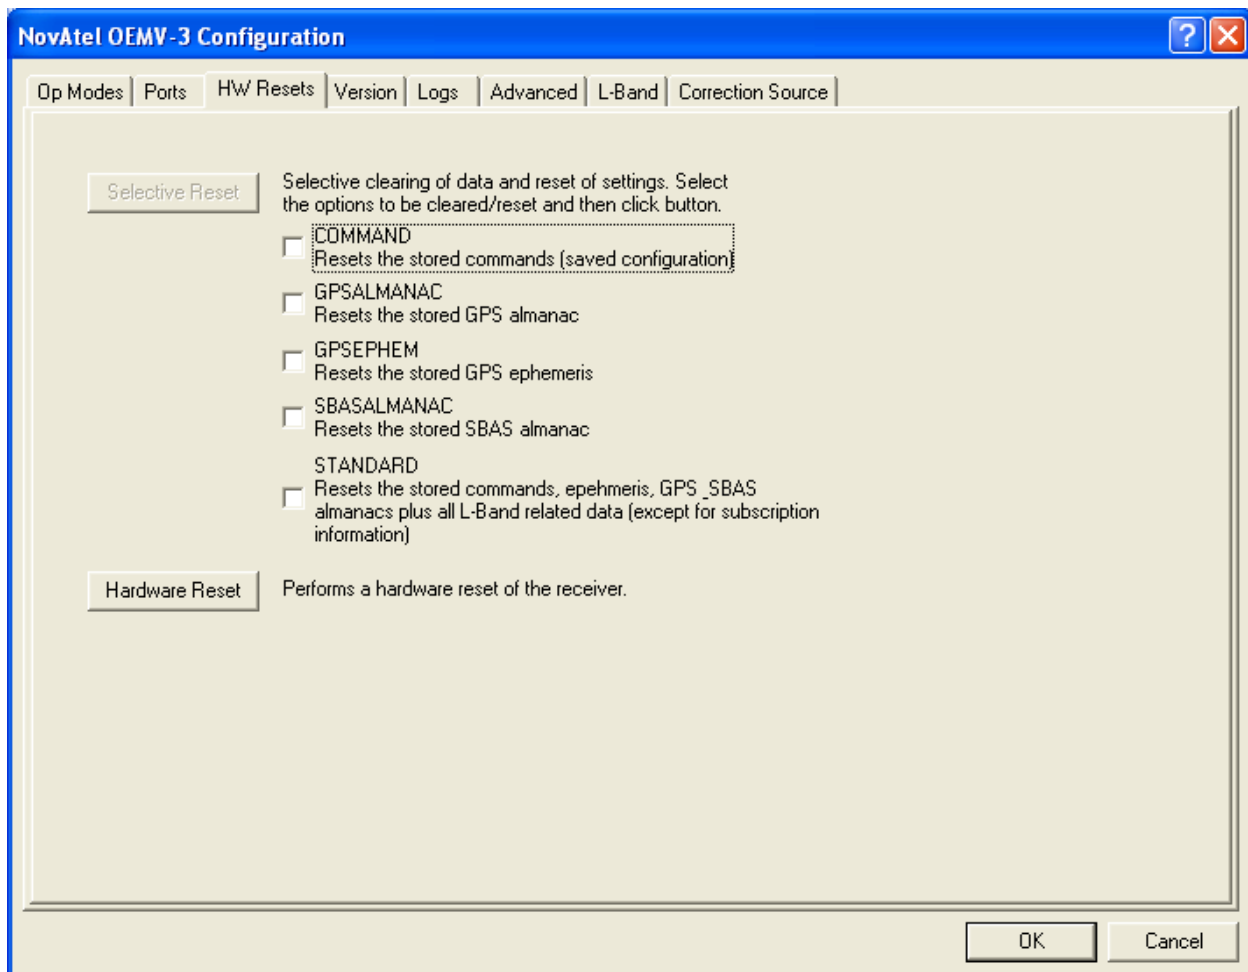 NovAtel OEMV-3 Configuration
Op Modes Ports HW Resets Version Logs Advanced L-Band Correction Source
Selective Reset
Selective clearing of data and reset of settings. Select
the options to be cleared/reset and then click button.
COMMAND
Resets the stored commands (saved configuration)
GPSALMANAC
Resets the stored GPS almanac
GPSEPHEM
Resets the stored GPS ephemeris
SBASALMANAC
Resets the stored SBAS almanac
STANDARD
Resets the stored commands, epehmeris, GPS _SBAS
almanacs plus all L-Band related data (except for subscription
information)
Hardware Reset
Performs a hardware reset of the receiver.
OK Cancel